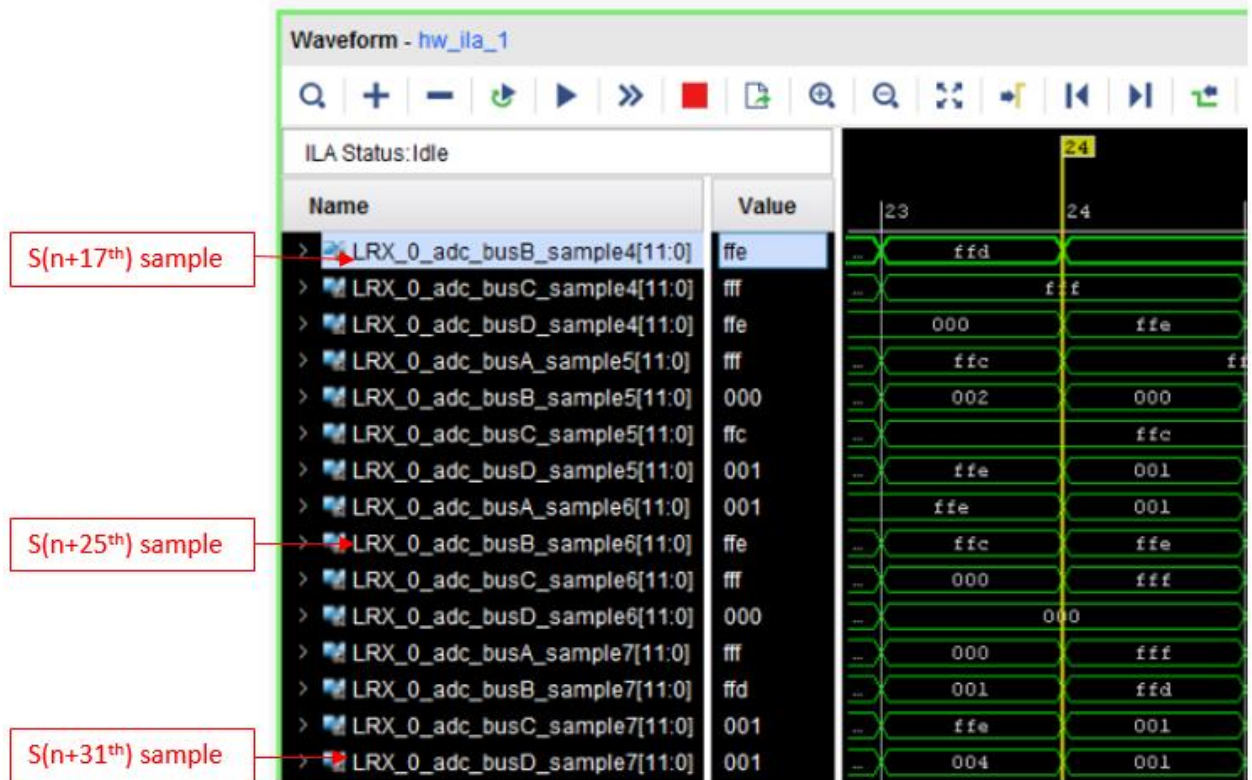 Waveform - hw_ila_1
ILA Status:Idle
24
Name Value 23 24
S(n+17th) sample LRX_0_adc_busB_sample4[11:0] ffe ... ffd
LRX_0_adc_busC_sample4[11:0] fff ... fff
LRX_0_adc_busD_sample4[11:0] ffe 000 ffe
LRX_0_adc_busA_sample5[11:0] fff ... ffc
LRX_0_adc_busB_sample5[11:0] 000 ... 002 000
LRX_0_adc_busC_sample5[11:0] ffc ... ffc
LRX_0_adc_busD_sample5[11:0] 001 ... ffe 001
LRX_0_adc_busA_sample6[11:0] 001 ffe 001
S(n+25th) sample LRX_0_adc_busB_sample6[11:0] ffe ... ffc ffe
LRX_0_adc_busC_sample6[11:0] fff ... 000 fff
LRX_0_adc_busD_sample6[11:0] 000 ... 000
LRX_0_adc_busA_sample7[11:0] fff ... 000 fff
LRX_0_adc_busB_sample7[11:0] ffd ... 001 ffd
LRX_0_adc_busC_sample7[11:0] 001 ... ffe 001
S(n+31th) sample LRX_0_adc_busD_sample7[11:0] 001 ... 004 001